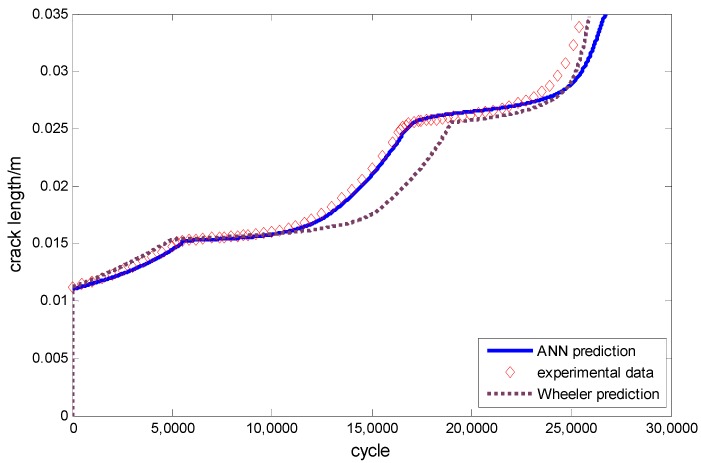 0.035
0.03
0.025
0.02
0.015
0.01
0.005
0
crack length/m
0 5,0000 10,0000 15,0000 20,0000 25,0000 30,0000
cycle
ANN prediction
experimental data
Wheeler prediction